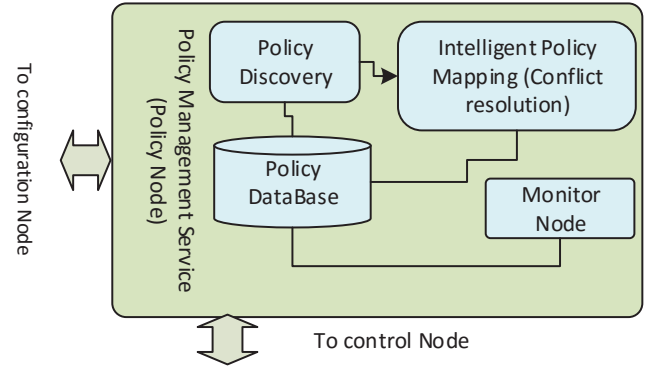 To configuration Node
Policy Management Service
(Policy Node)
Policy
Discovery
Intelligent Policy
Mapping (Conflict
resolution)
Policy
DataBase
Monitor
Node
To control Node